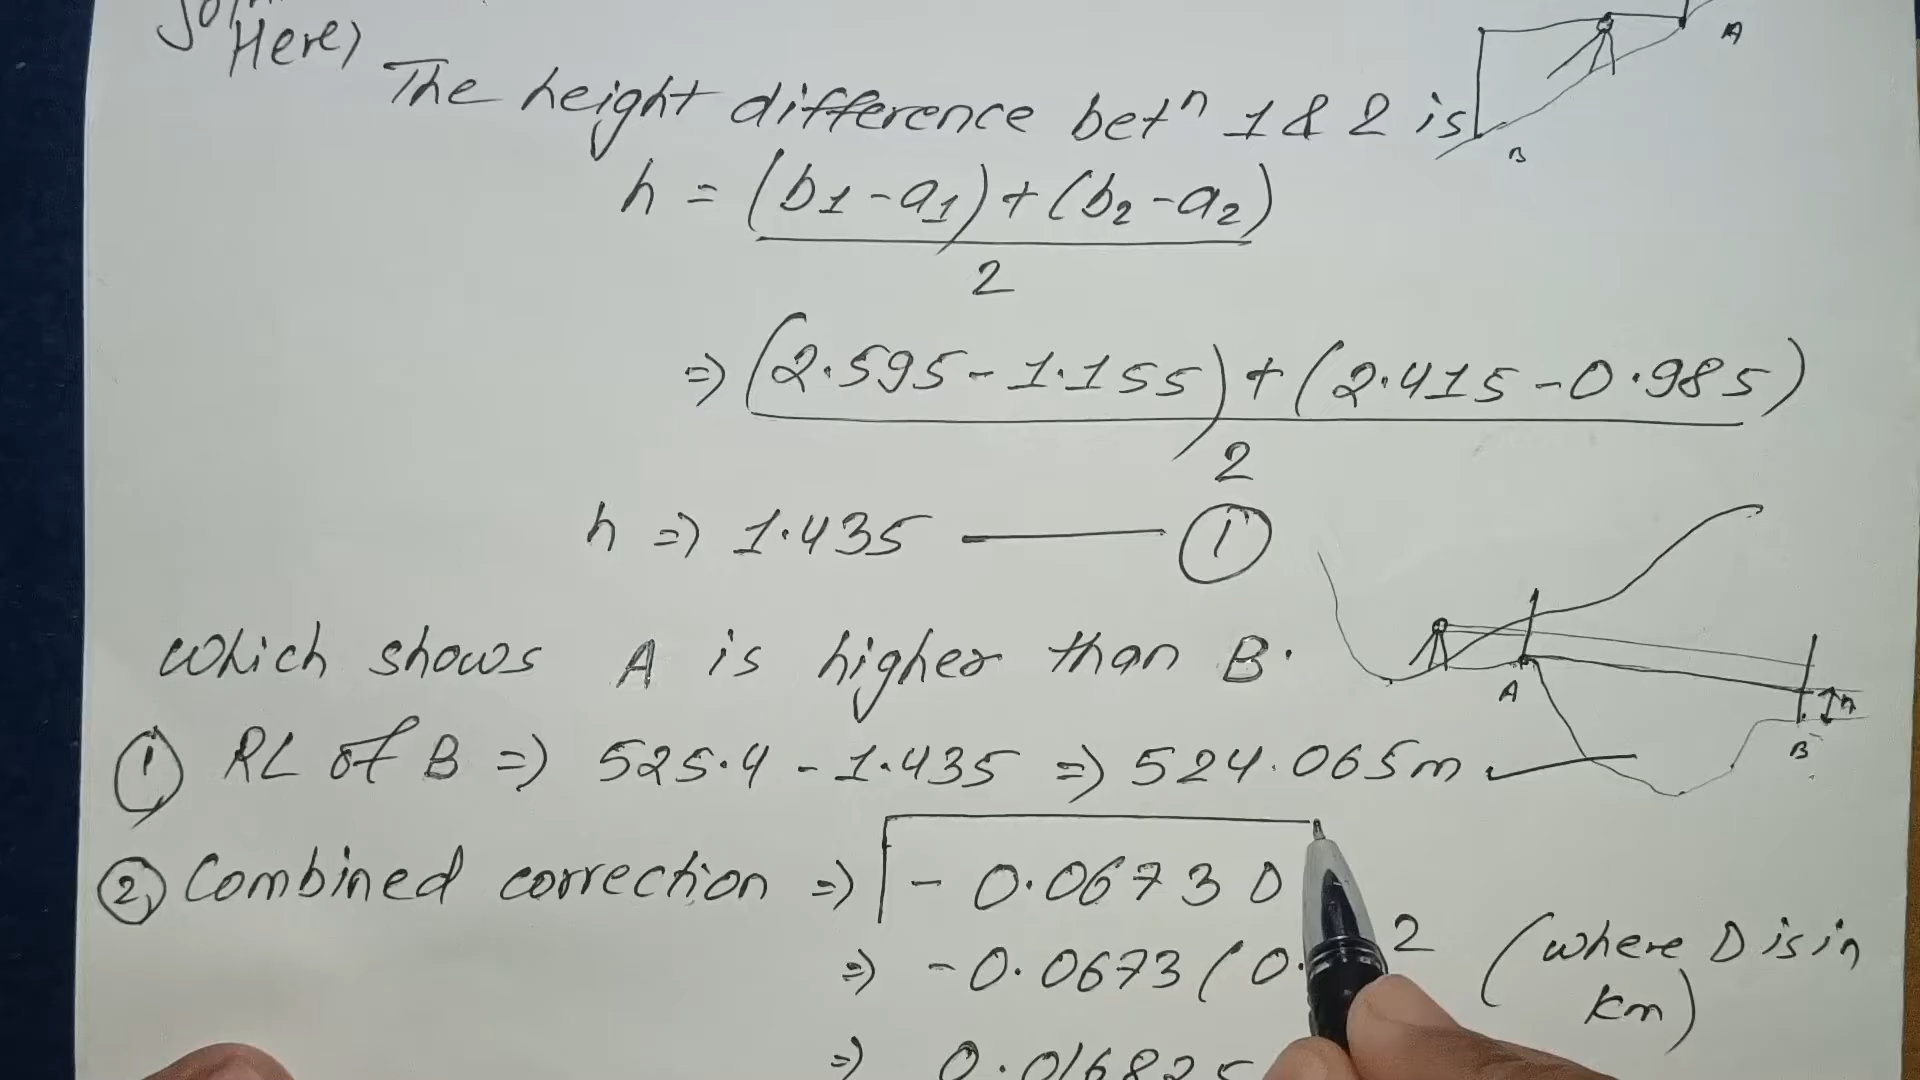 Here,
The height difference betⁿ 1 & 2 is
A
B
h = (b1 - a1) + (b2 - a2)
2
=> (2.595 - 1.155) + (2.415 - 0.985)
2
h => 1.435 —— 1
which shows A is higher than B.
A
h
B
1 RL of B => 525.4 - 1.435 => 524.065m
2, Combined correction => - 0.0673 D
=> - 0.0673 (0. 2 (where D is in
km)
=> 0.016825